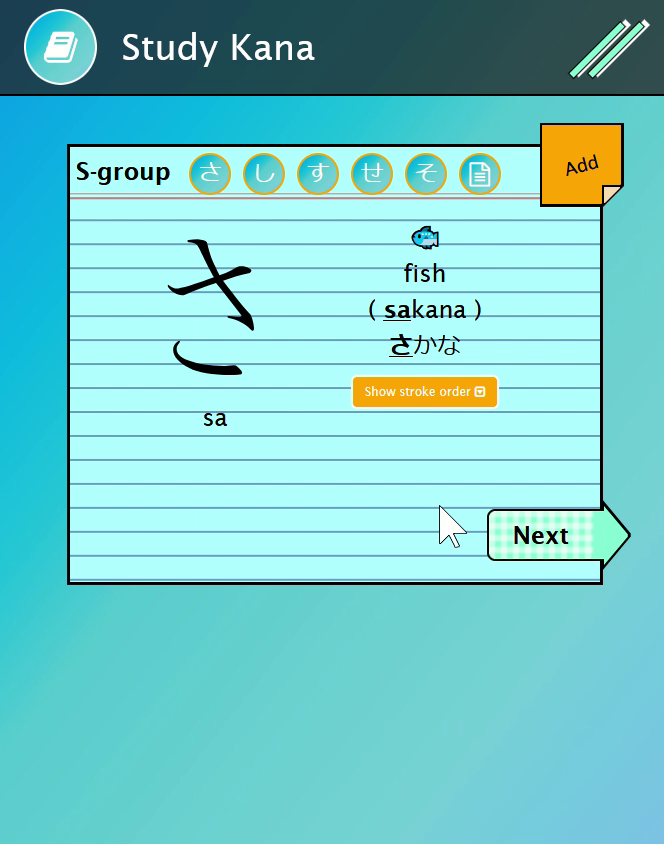 Study Kana
S-group さ し す せ そ
Add
さ
sa
fish
( sakana )
さかな
Show stroke order
Next